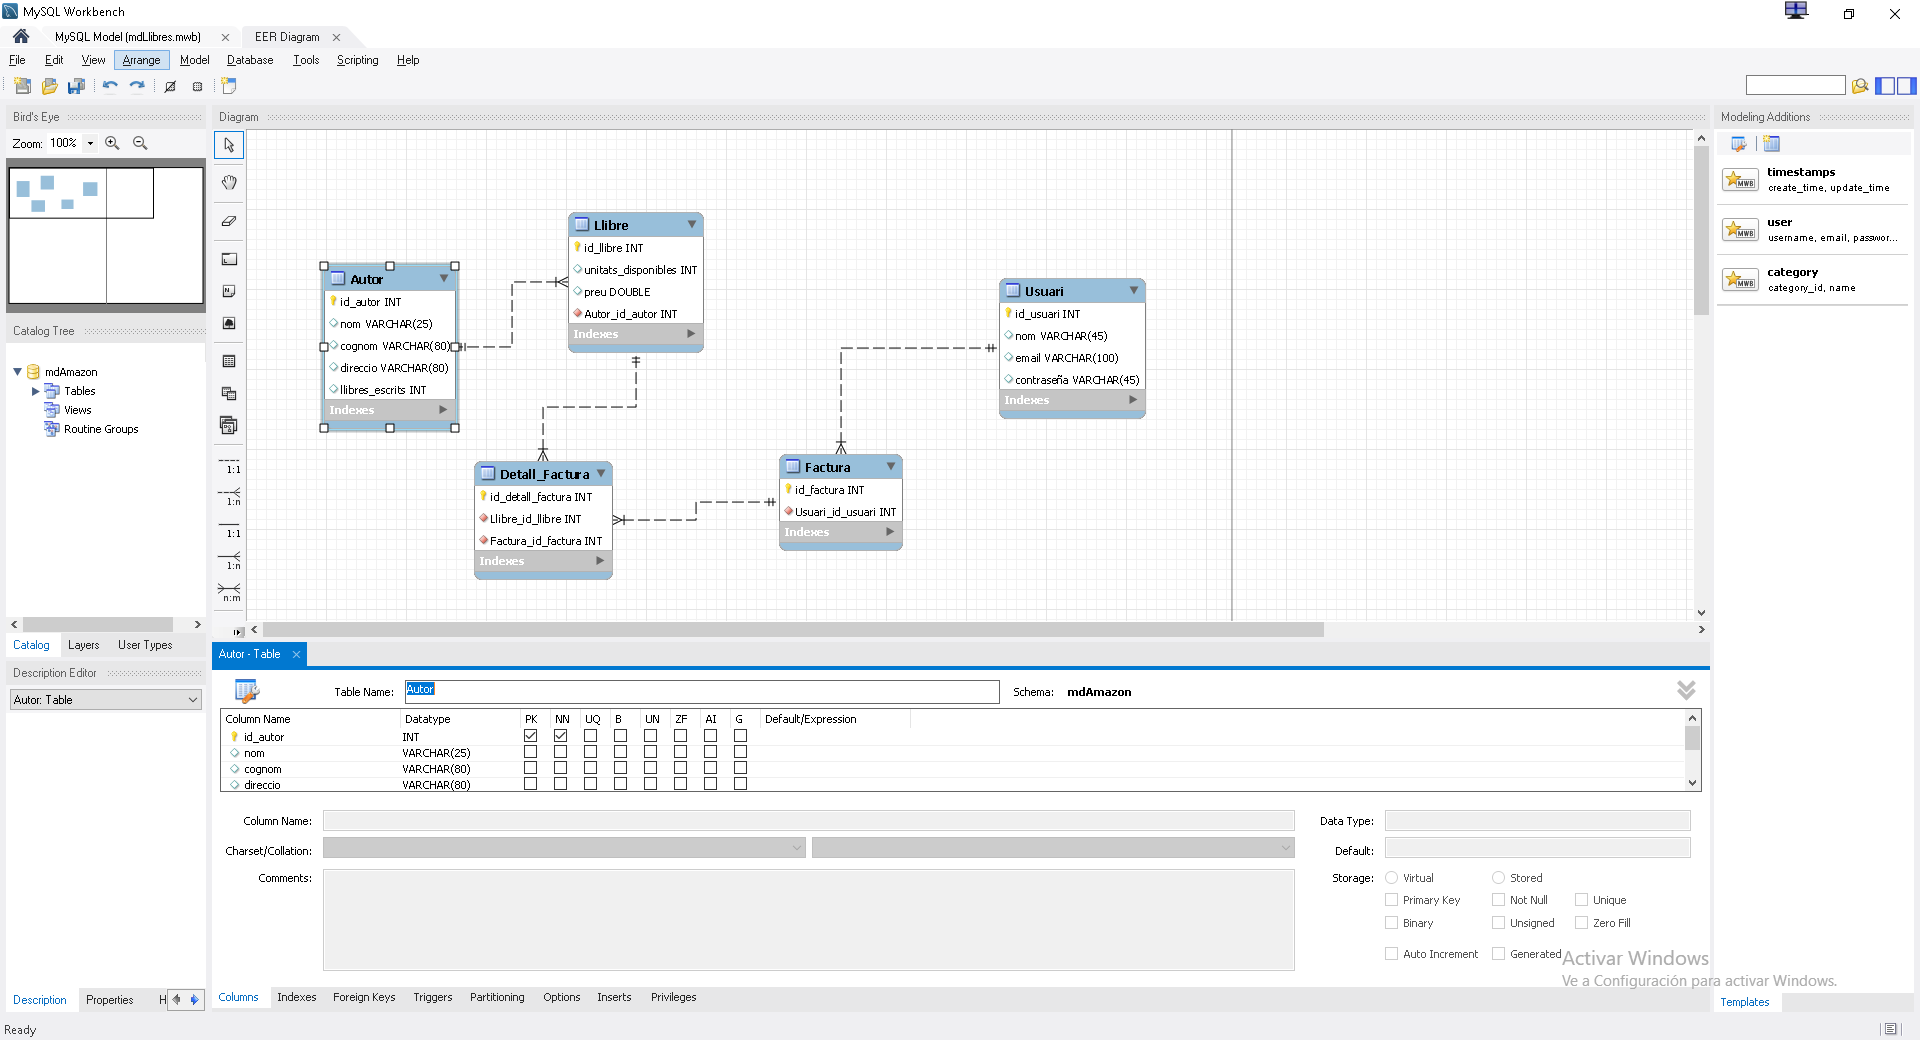 MySQL Workbench
MySQL Model (mdLlibres.mwb)
EER Diagram
File Edit View Arrange Model Database Tools Scripting Help
Bird's Eye
Zoom: 100%
Diagram
Modeling Additions
timestamps
create_time, update_time
user
username, email, passwor...
category
category_id, name
Templates
Catalog Tree
mdAmazon
Tables
Views
Routine Groups
Catalog Layers User Types
Description Editor
Autor: Table
Description Properties H
1:1
1:n
1:1
1:n
n:m
Autor
id_autor INT
nom VARCHAR(25)
cognom VARCHAR(80)
direccio VARCHAR(80)
llibres_escrits INT
Indexes
Llibre
id_llibre INT
unitats_disponibles INT
preu DOUBLE
Autor_id_autor INT
Indexes
Usuari
id_usuari INT
nom VARCHAR(45)
email VARCHAR(100)
contraseña VARCHAR(45)
Indexes
Detall_Factura
id_detall_factura INT
Llibre_id_llibre INT
Factura_id_factura INT
Indexes
Factura
id_factura INT
Usuari_id_usuari INT
Indexes
Autor - Table
Table Name: Autor Schema: mdAmazon
Column Name Datatype PK NN UQ B UN ZF AI G Default/Expression
id_autor INT
nom VARCHAR(25)
cognom VARCHAR(80)
direccio VARCHAR(80)
Column Name: Data Type:
Charset/Collation: Default:
Comments: Storage: Virtual Stored
Primary Key Not Null Unique
Binary Unsigned Zero Fill
Auto Increment Generated
Activar Windows
Ve a Configuración para activar Windows.
Columns Indexes Foreign Keys Triggers Partitioning Options Inserts Privileges
Ready